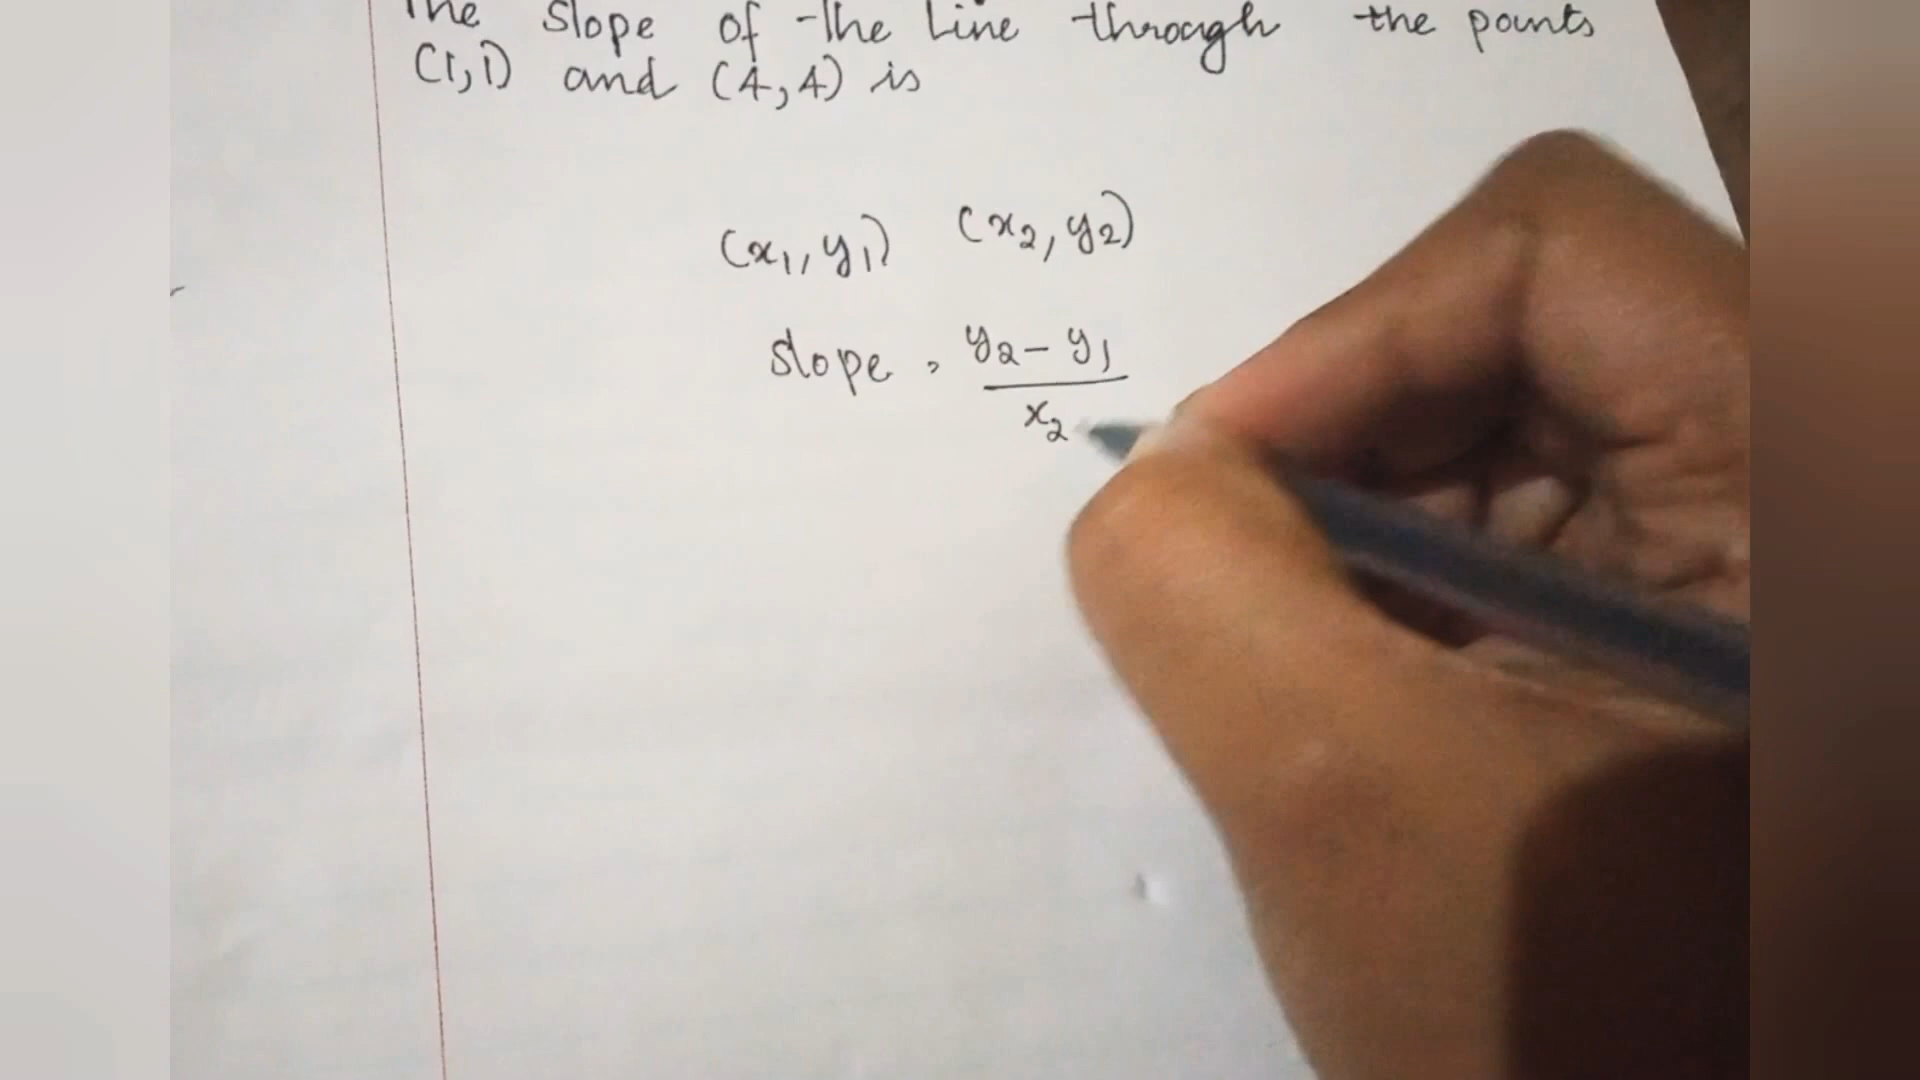 The slope of the line through the points
(1,1) and (4,4) is
(x₁, y₁) (x₂, y₂)
slope = y₂ - y₁
x₂